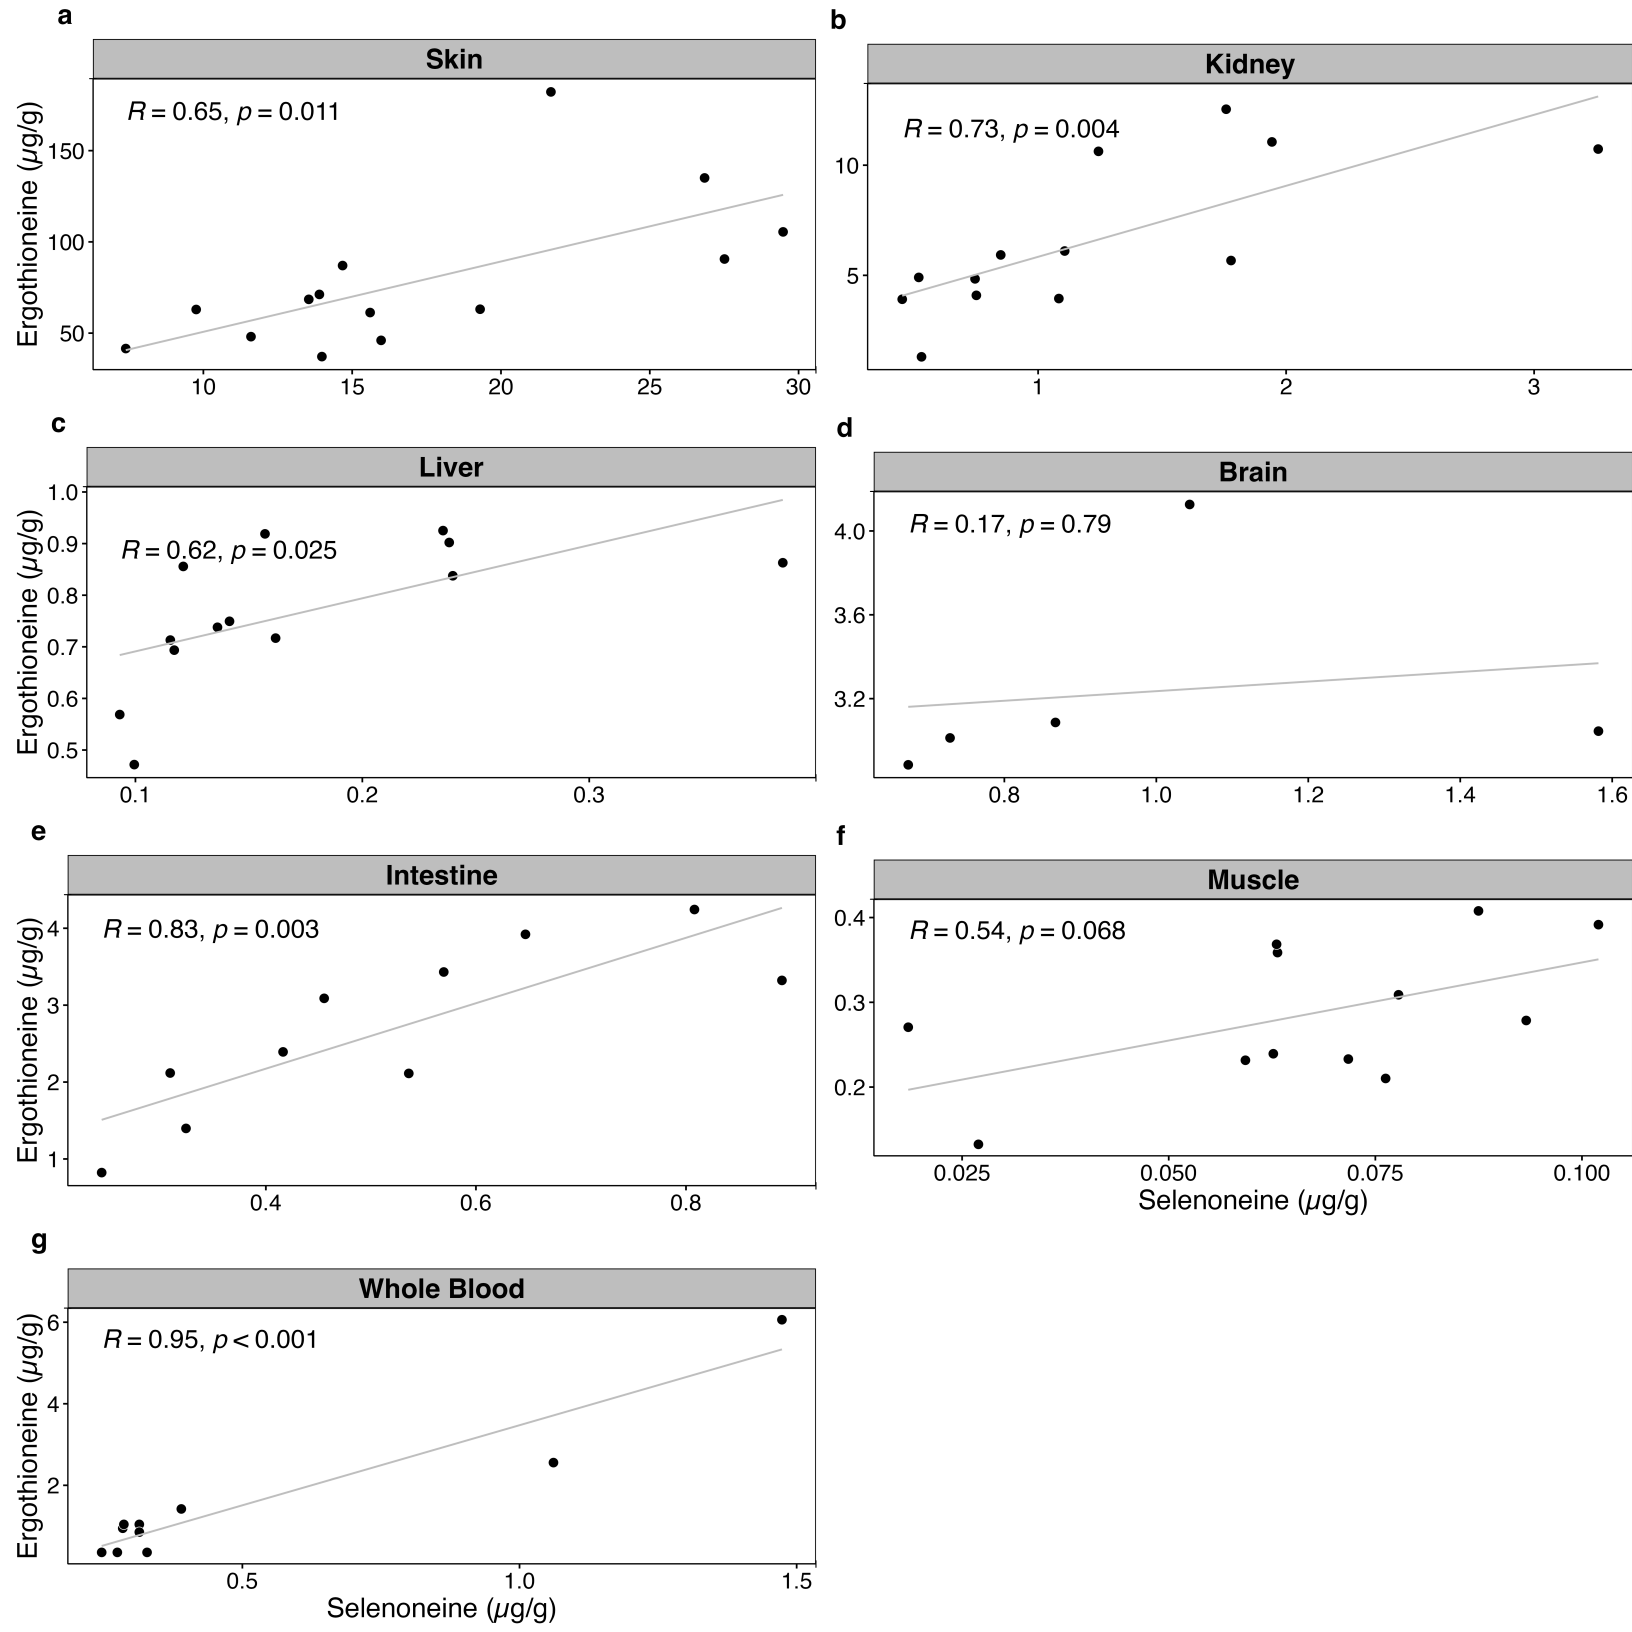 a
Skin
R = 0.65, p = 0.011
Ergothioneine (µg/g)
150
100
50
10 15 20 25 30
b
Kidney
R = 0.73, p = 0.004
10
5
1 2 3
c
Liver
R = 0.62, p = 0.025
Ergothioneine (µg/g)
1.0
0.9
0.8
0.7
0.6
0.5
0.1 0.2 0.3
d
Brain
R = 0.17, p = 0.79
4.0
3.6
3.2
0.8 1.0 1.2 1.4 1.6
e
Intestine
R = 0.83, p = 0.003
Ergothioneine (µg/g)
4
3
2
1
0.4 0.6 0.8
f
Muscle
R = 0.54, p = 0.068
0.4
0.3
0.2
0.025 0.050 0.075 0.100
Selenoneine (µg/g)
g
Whole Blood
R = 0.95, p < 0.001
Ergothioneine (µg/g)
6
4
2
0.5 1.0 1.5
Selenoneine (µg/g)